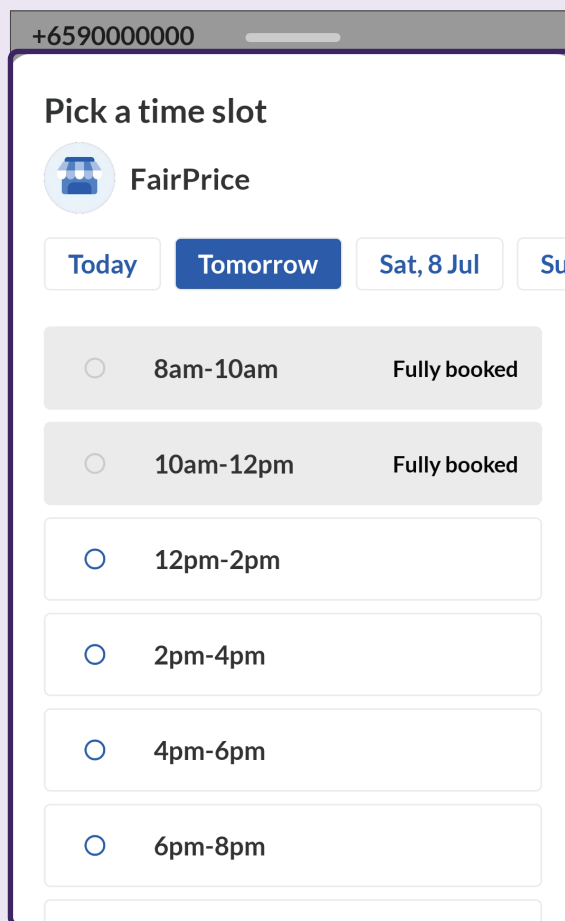 +6590000000
Pick a time slot
FairPrice
Today Tomorrow Sat, 8 Jul Su
8am-10am Fully booked
10am-12pm Fully booked
12pm-2pm
2pm-4pm
4pm-6pm
6pm-8pm